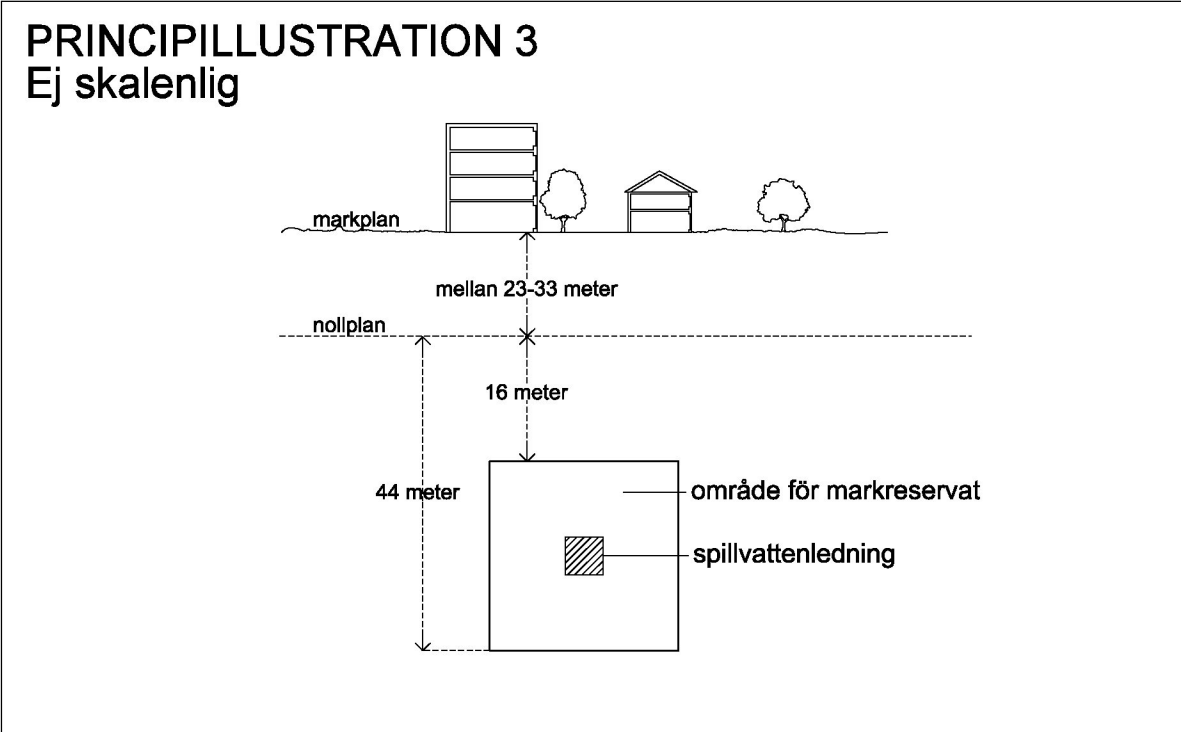 PRINCIPILLUSTRATION 3
Ej skalenlig
markplan
mellan 23-33 meter
nollplan
16 meter
44 meter
område för markreservat
spillvattenledning